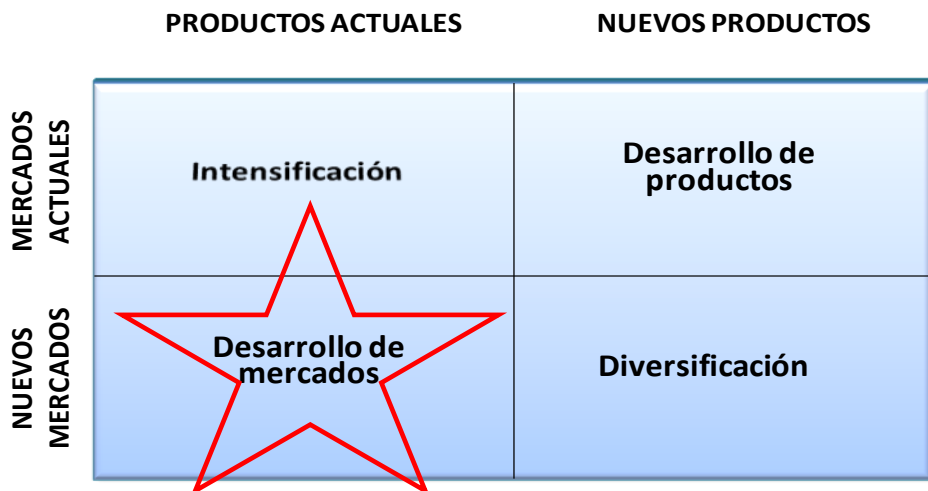 PRODUCTOS ACTUALES
NUEVOS PRODUCTOS
MERCADOS
ACTUALES
Intensificación
Desarrollo de
productos
NUEVOS
MERCADOS
Desarrollo de
mercados
Diversificación